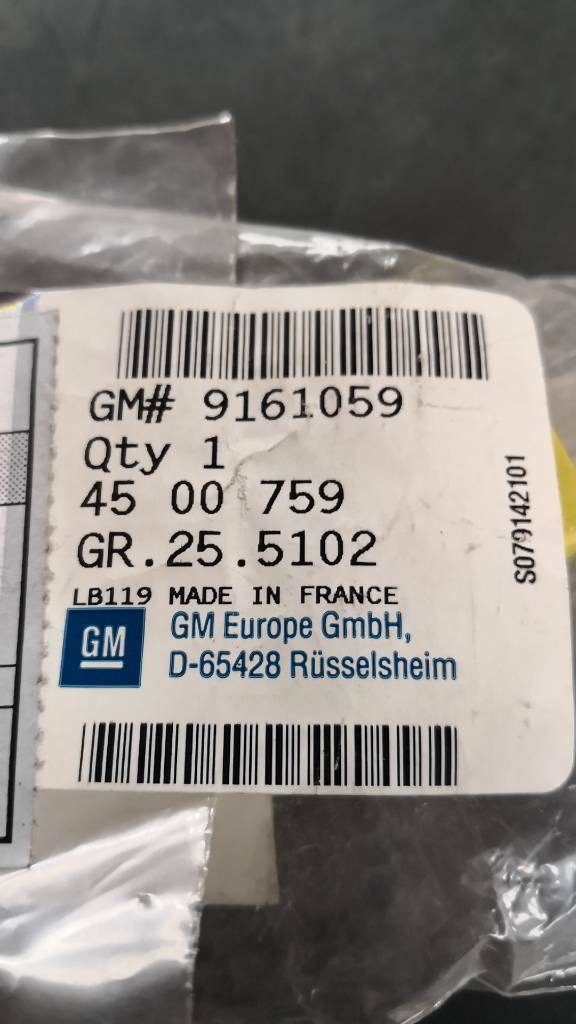 GM# 9161059
Qty 1
45 00 759
GR.25.5102
LB119 MADE IN FRANCE
GM
GM Europe GmbH,
D-65428 Rüsselsheim
S079142101